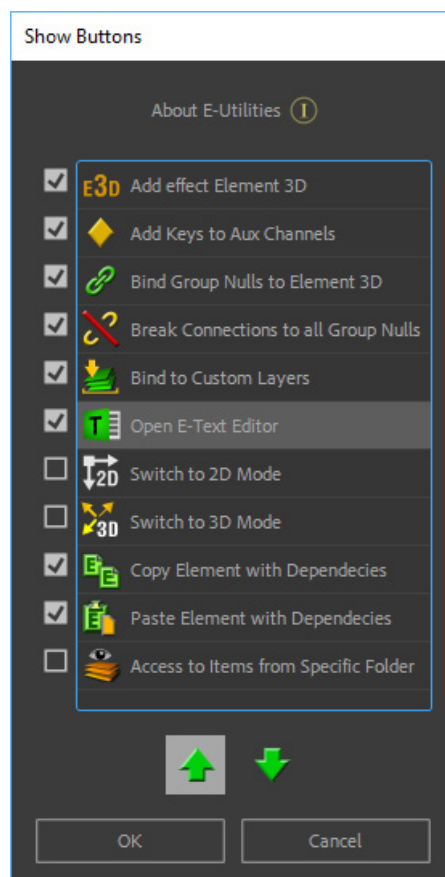 Show Buttons
About E-Utilities I
E3D Add effect Element 3D
Add Keys to Aux Channels
Bind Group Nulls to Element 3D
Break Connections to all Group Nulls
Bind to Custom Layers
T Open E-Text Editor
2D Switch to 2D Mode
3D Switch to 3D Mode
E E Copy Element with Dependecies
E Paste Element with Dependecies
Access to Items from Specific Folder
OK Cancel